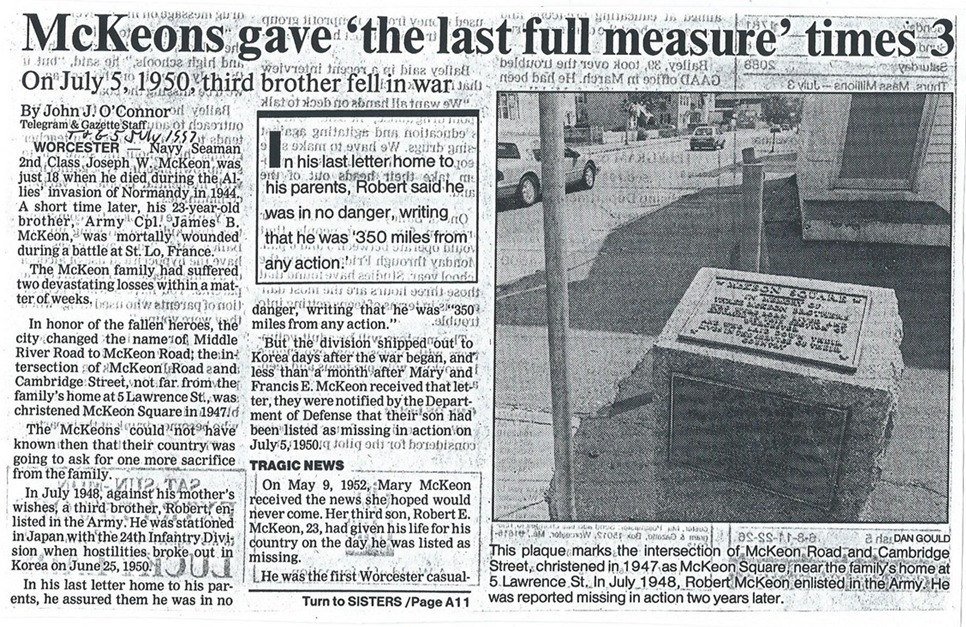 McKeons gave ‘the last full measure’ times 3
On July 5, 1950, third brother fell in war
By John J. O’Connor
Telegram & Gazette Staff
T&G 5 July 1997
WORCESTER — Navy Seaman
2nd Class Joseph W. McKeon was
just 18 when he died during the Al-
lies’ invasion of Normandy in 1944.
A short time later, his 23-year-old
brother, Army Cpl. James B.
McKeon, was mortally wounded
during a battle at St. Lo, France.
The McKeon family had suffered
two devastating losses within a mat-
ter of weeks.
In honor of the fallen heroes, the
city changed the name of Middle
River Road to McKeon Road; the in-
tersection of McKeon Road and
Cambridge Street, not far from the
family’s home at 5 Lawrence St., was
christened McKeon Square in 1947.
The McKeons could not have
known then that their country was
going to ask for one more sacrifice
from the family.
In July 1948, against his mother’s
wishes, a third brother, Robert, en-
listed in the Army. He was stationed
in Japan with the 24th Infantry Divi-
sion when hostilities broke out in
Korea on June 25, 1950.
In his last letter home to his par-
ents, he assured them he was in no
In his last letter home to
his parents, Robert said he
was in no danger, writing
that he was ‘350 miles from
any action.’
danger, writing that he was “350
miles from any action.”
But the division shipped out to
Korea days after the war began, and
less than a month after Mary and
Francis E. McKeon received that let-
ter, they were notified by the Depart-
ment of Defense that their son had
been listed as missing in action on
July 5, 1950.
TRAGIC NEWS
On May 9, 1952, Mary McKeon
received the news she hoped would
never come. Her third son, Robert E.
McKeon, 23, had given his life for his
country on the day he was listed as
missing.
He was the first Worcester casual-
Turn to SISTERS /Page A11
McKEON SQUARE
IN MEMORY OF
DAN GOULD
This plaque marks the intersection of McKeon Road and Cambridge
Street, christened in 1947 as McKeon Square, near the family’s home at
5 Lawrence St. In July 1948, Robert McKeon enlisted in the Army. He
was reported missing in action two years later.